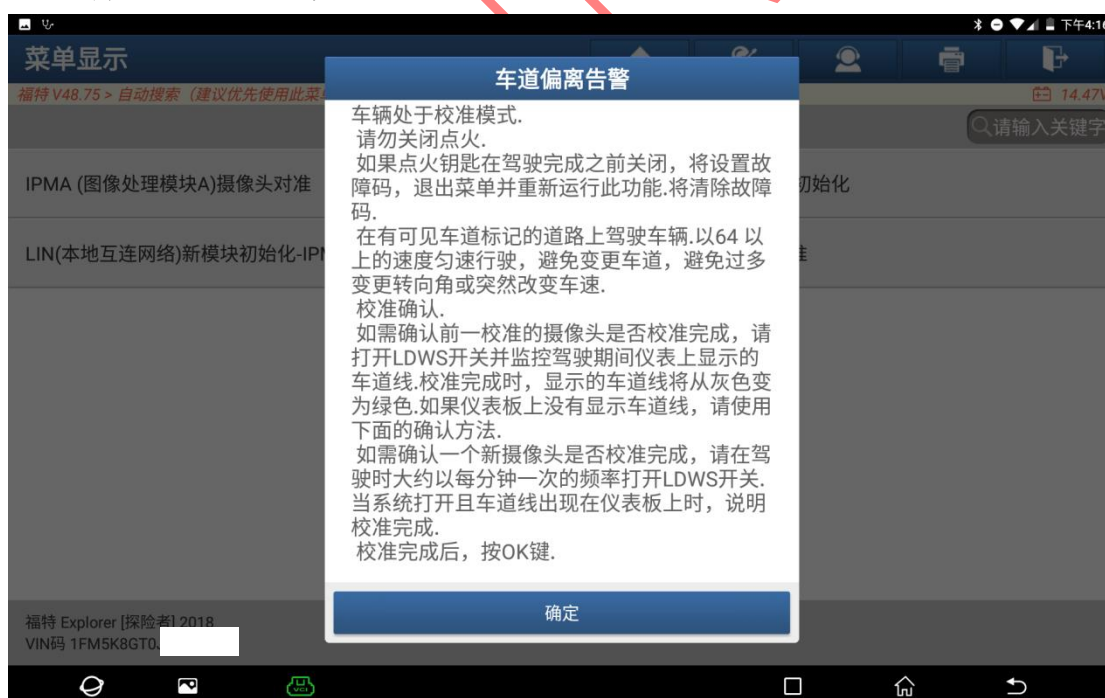 下午4:16
菜单显示
福特 V48.75 > 自动搜索（建议优先使用此菜单
14.47V
请输入关键字
IPMA (图像处理模块A)摄像头对准
初始化
LIN(本地互连网络)新模块初始化-IPM
车道偏离告警
车辆处于校准模式.
请勿关闭点火.
如果点火钥匙在驾驶完成之前关闭，将设置故
障码，退出菜单并重新运行此功能.将清除故障
码.
在有可见车道标记的道路上驾驶车辆.以64 以
上的速度匀速行驶，避免变更车道，避免过多
变更转向角或突然改变车速.
校准确认.
如需确认前一校准的摄像头是否校准完成，请
打开LDWS开关并监控驾驶期间仪表上显示的
车道线.校准完成时，显示的车道线将从灰色变
为绿色.如果仪表板上没有显示车道线，请使用
下面的确认方法.
如需确认一个新摄像头是否校准完成，请在驾
驶时大约以每分钟一次的频率打开LDWS开关.
当系统打开且车道线出现在仪表板上时，说明
校准完成.
校准完成后，按OK键.
确定
福特 Explorer [探险者] 2018
VIN码 1FM5K8GT0J
VCI